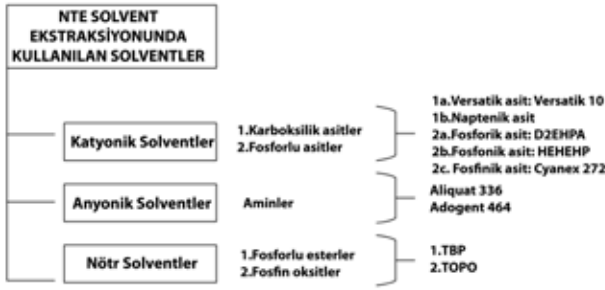 NTE SOLVENT
EKSTRAKSİYONUNDA
KULLANILAN SOLVENTLER
Katyonik Solventler
1.Karboksilik asitler
2.Fosforlu asitler
1a.Versatik asit: Versatik 10
1b.Naptenik asit
2a.Fosforik asit: D2EHPA
2b.Fosfonik asit: HEHEHP
2c. Fosfinik asit: Cyanex 272
Anyonik Solventler
Aminler
Aliquat 336
Adogent 464
Nötr Solventler
1.Fosforlu esterler
2.Fosfin oksitler
1.TBP
2.TOPO